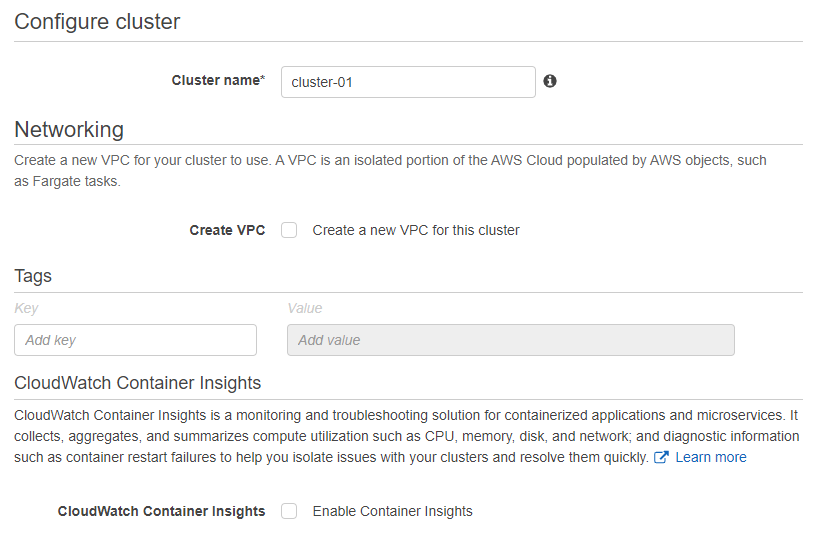 Configure cluster
Cluster name*
cluster-01
Networking
Create a new VPC for your cluster to use. A VPC is an isolated portion of the AWS Cloud populated by AWS objects, such
as Fargate tasks.
Create VPC
Create a new VPC for this cluster
Tags
Key
Value
Add key
Add value
CloudWatch Container Insights
CloudWatch Container Insights is a monitoring and troubleshooting solution for containerized applications and microservices. It
collects, aggregates, and summarizes compute utilization such as CPU, memory, disk, and network; and diagnostic information
such as container restart failures to help you isolate issues with your clusters and resolve them quickly. Learn more
CloudWatch Container Insights
Enable Container Insights